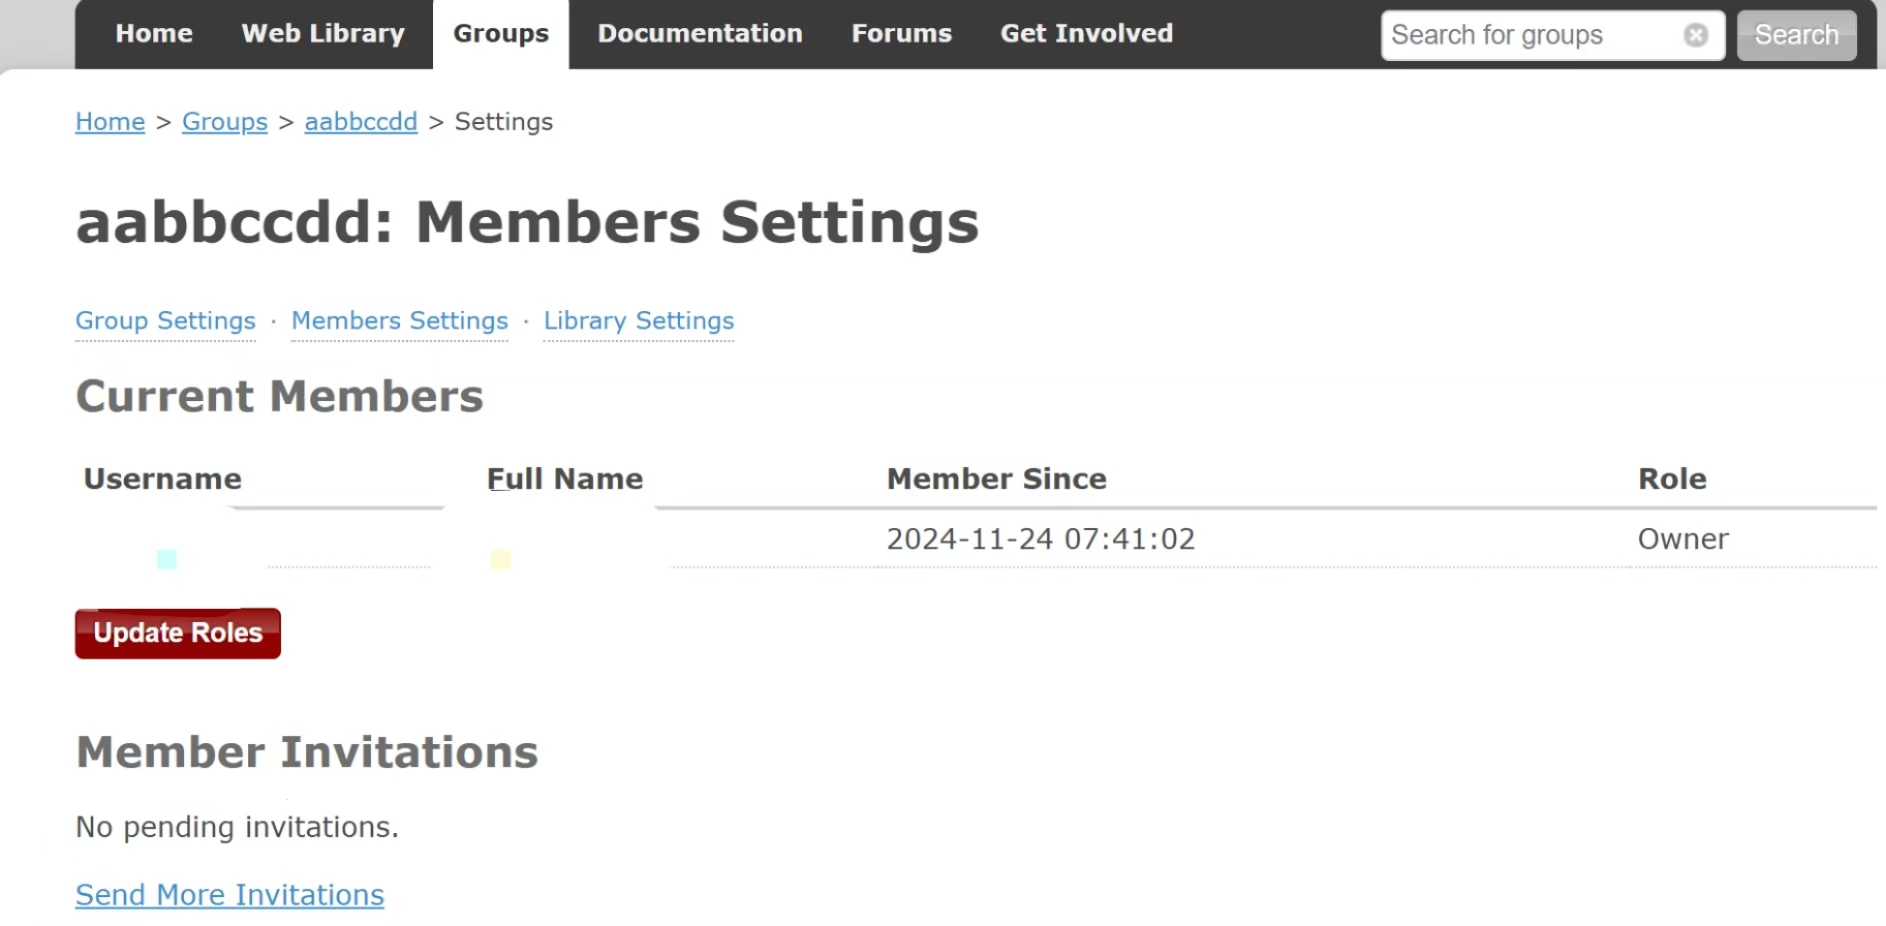 Home Web Library Groups Documentation Forums Get Involved Search for groups Search
Home > Groups > aabbccdd > Settings
aabbccdd: Members Settings
Group Settings · Members Settings · Library Settings
Current Members
Username Full Name Member Since Role
2024-11-24 07:41:02 Owner
Update Roles
Member Invitations
No pending invitations.
Send More Invitations